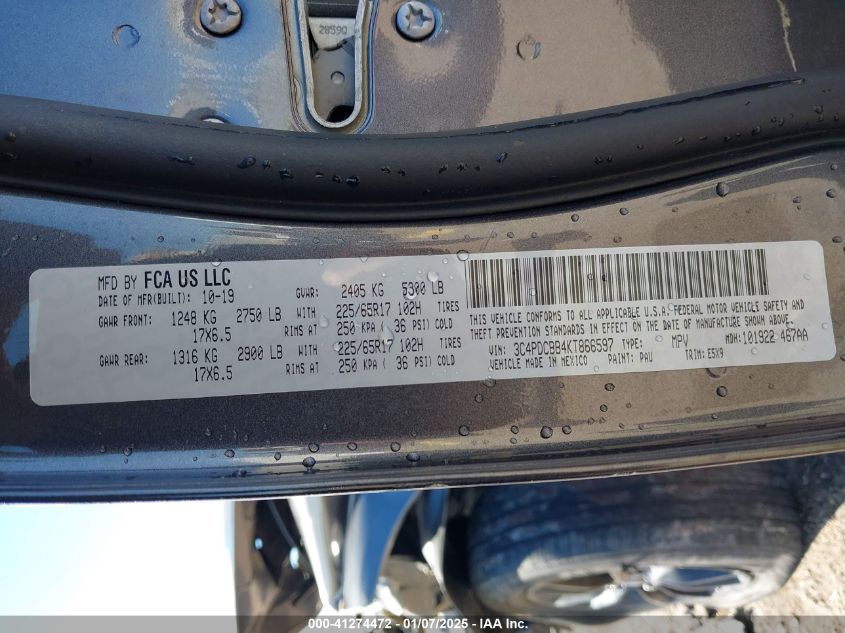 28590
MFD BY FCA US LLC
DATE OF MFR(BUILT): 10-19 GVWR: 2405 KG 5300 LB
GAWR FRONT: 1248 KG 2750 LB WITH 225/65R17 102H TIRES
17X6.5 RIMS AT 250 KPA ( 36 PSI) COLD
GAWR REAR: 1316 KG 2900 LB WITH 225/65R17 102H TIRES
17X6.5 RIMS AT 250 KPA ( 36 PSI) COLD
THIS VEHICLE CONFORMS TO ALL APPLICABLE U.S.A. FEDERAL MOTOR VEHICLE SAFETY AND
THEFT PREVENTION STANDARDS IN EFFECT ON THE DATE OF MANUFACTURE SHOWN ABOVE.
VIN: 3C4PDCBB4KT866597 TYPE: MPV MDH: 101922 467AA
VEHICLE MADE IN MEXICO PAINT: PAU TRIM: E5X9
000-41274472 — 01/07/2025 — IAA Inc.